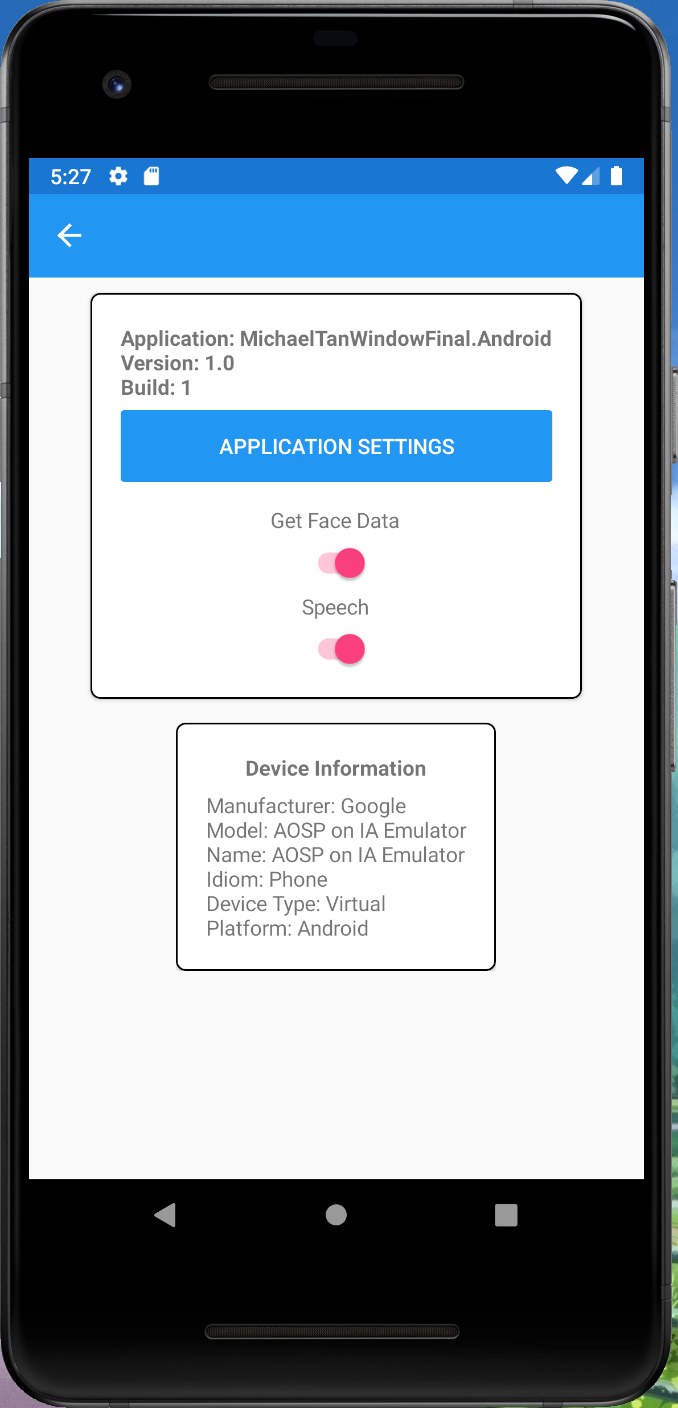 5:27
Application: MichaelTanWindowFinal.Android
Version: 1.0
Build: 1
APPLICATION SETTINGS
Get Face Data
Speech
Device Information
Manufacturer: Google
Model: AOSP on IA Emulator
Name: AOSP on IA Emulator
Idiom: Phone
Device Type: Virtual
Platform: Android